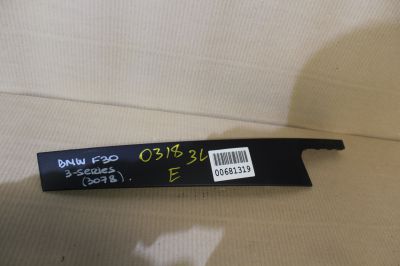 BMW F30
3-SERIES
(3078).
0318 3L
E
00681319